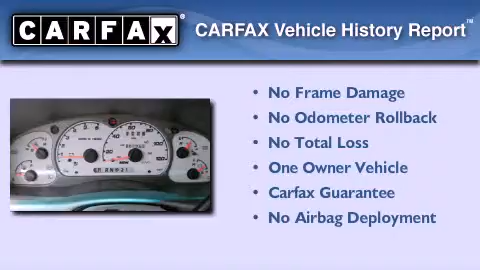 CARFAX®
CARFAX Vehicle History Report™
• No Frame Damage
• No Odometer Rollback
• No Total Loss
• One Owner Vehicle
• Carfax Guarantee
• No Airbag Deployment